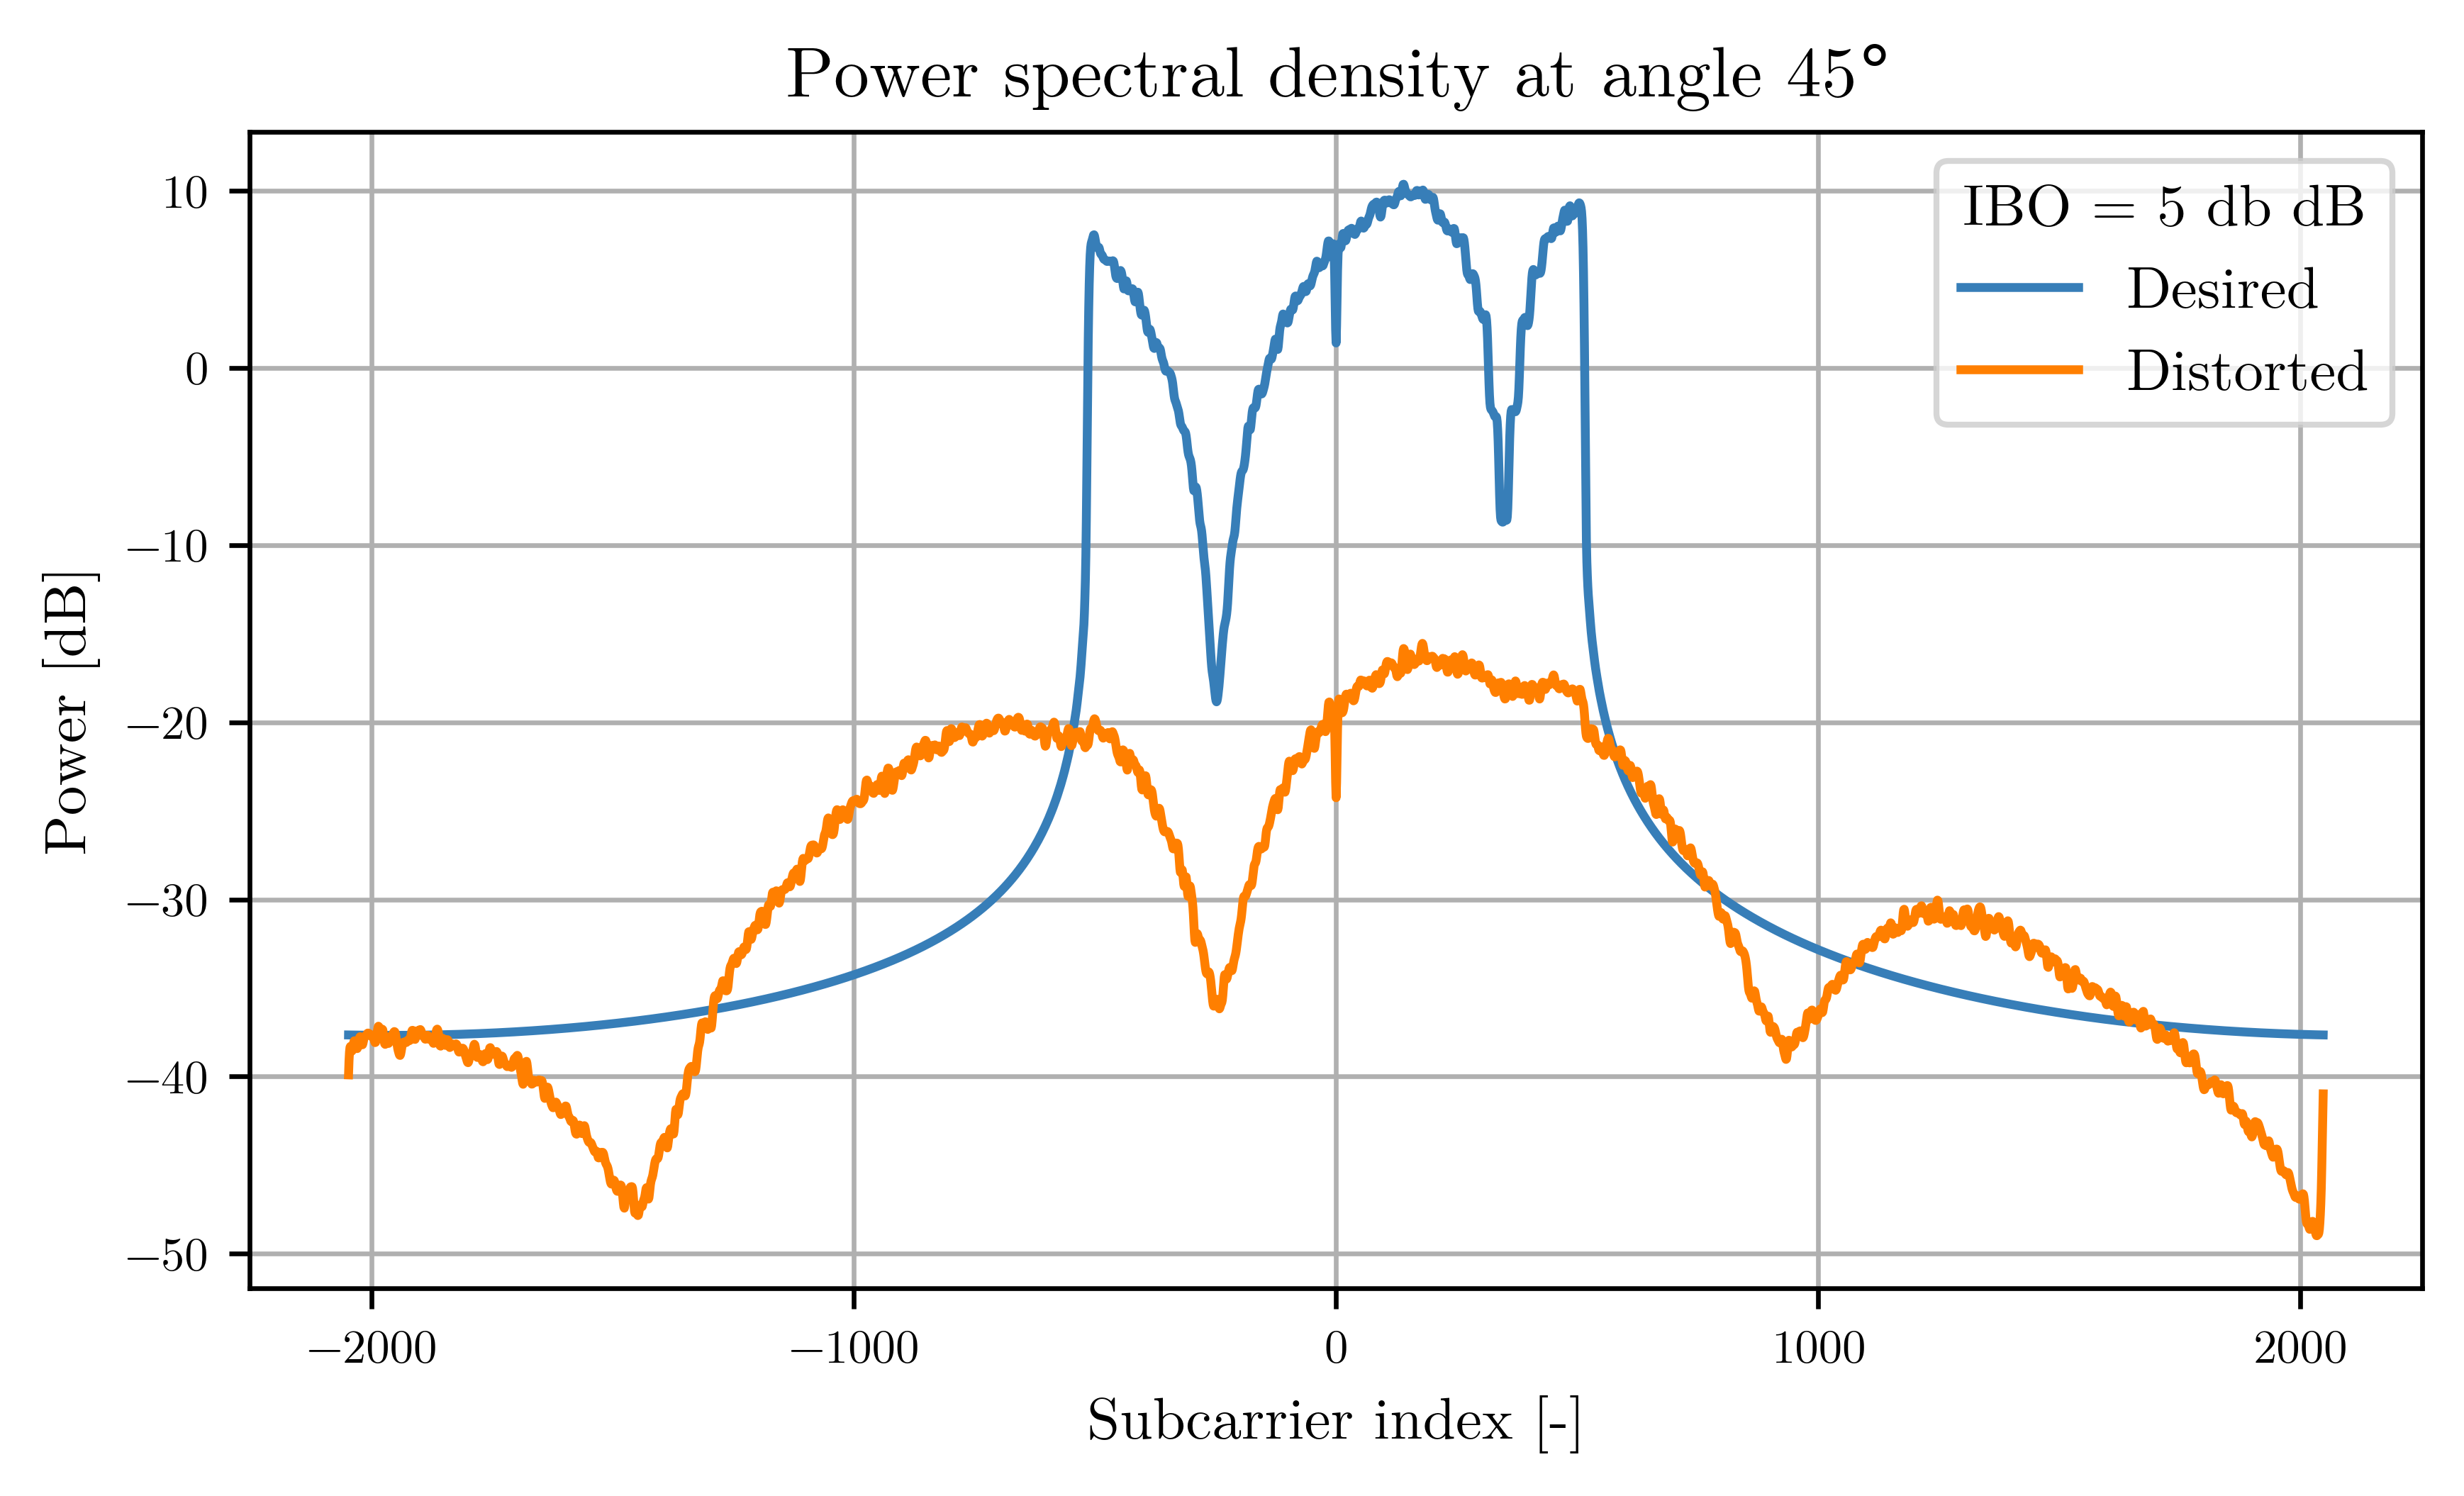 Power spectral density at angle 45°
IBO = 5 db dB
Desired
Distorted
Power [dB]
10
0
−10
−20
−30
−40
−50
−2000
−1000
0
1000
2000
Subcarrier index [-]